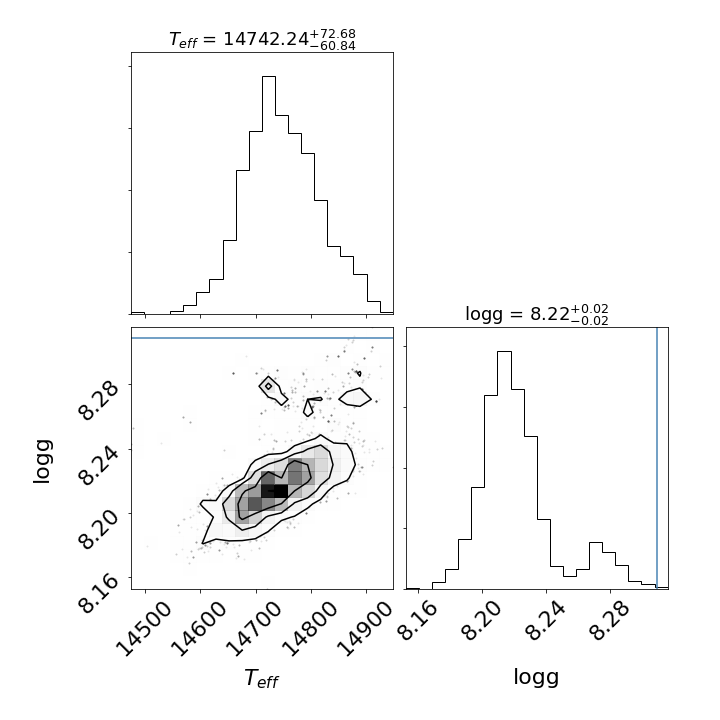 T_eff = 14742.24^{+72.68}_{−60.84}
logg = 8.22^{+0.02}_{−0.02}
logg
8.28
8.24
8.20
8.16
14500 14600 14700 14800 14900
8.16 8.20 8.24 8.28
T_eff
logg